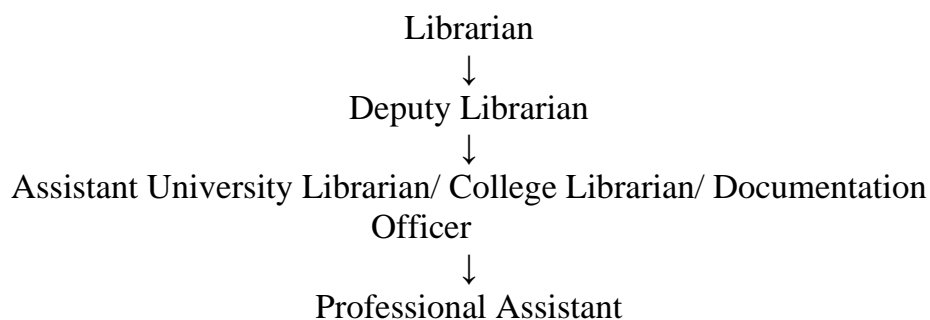 Librarian
↓
Deputy Librarian
↓
Assistant University Librarian/ College Librarian/ Documentation
Officer
↓
Professional Assistant